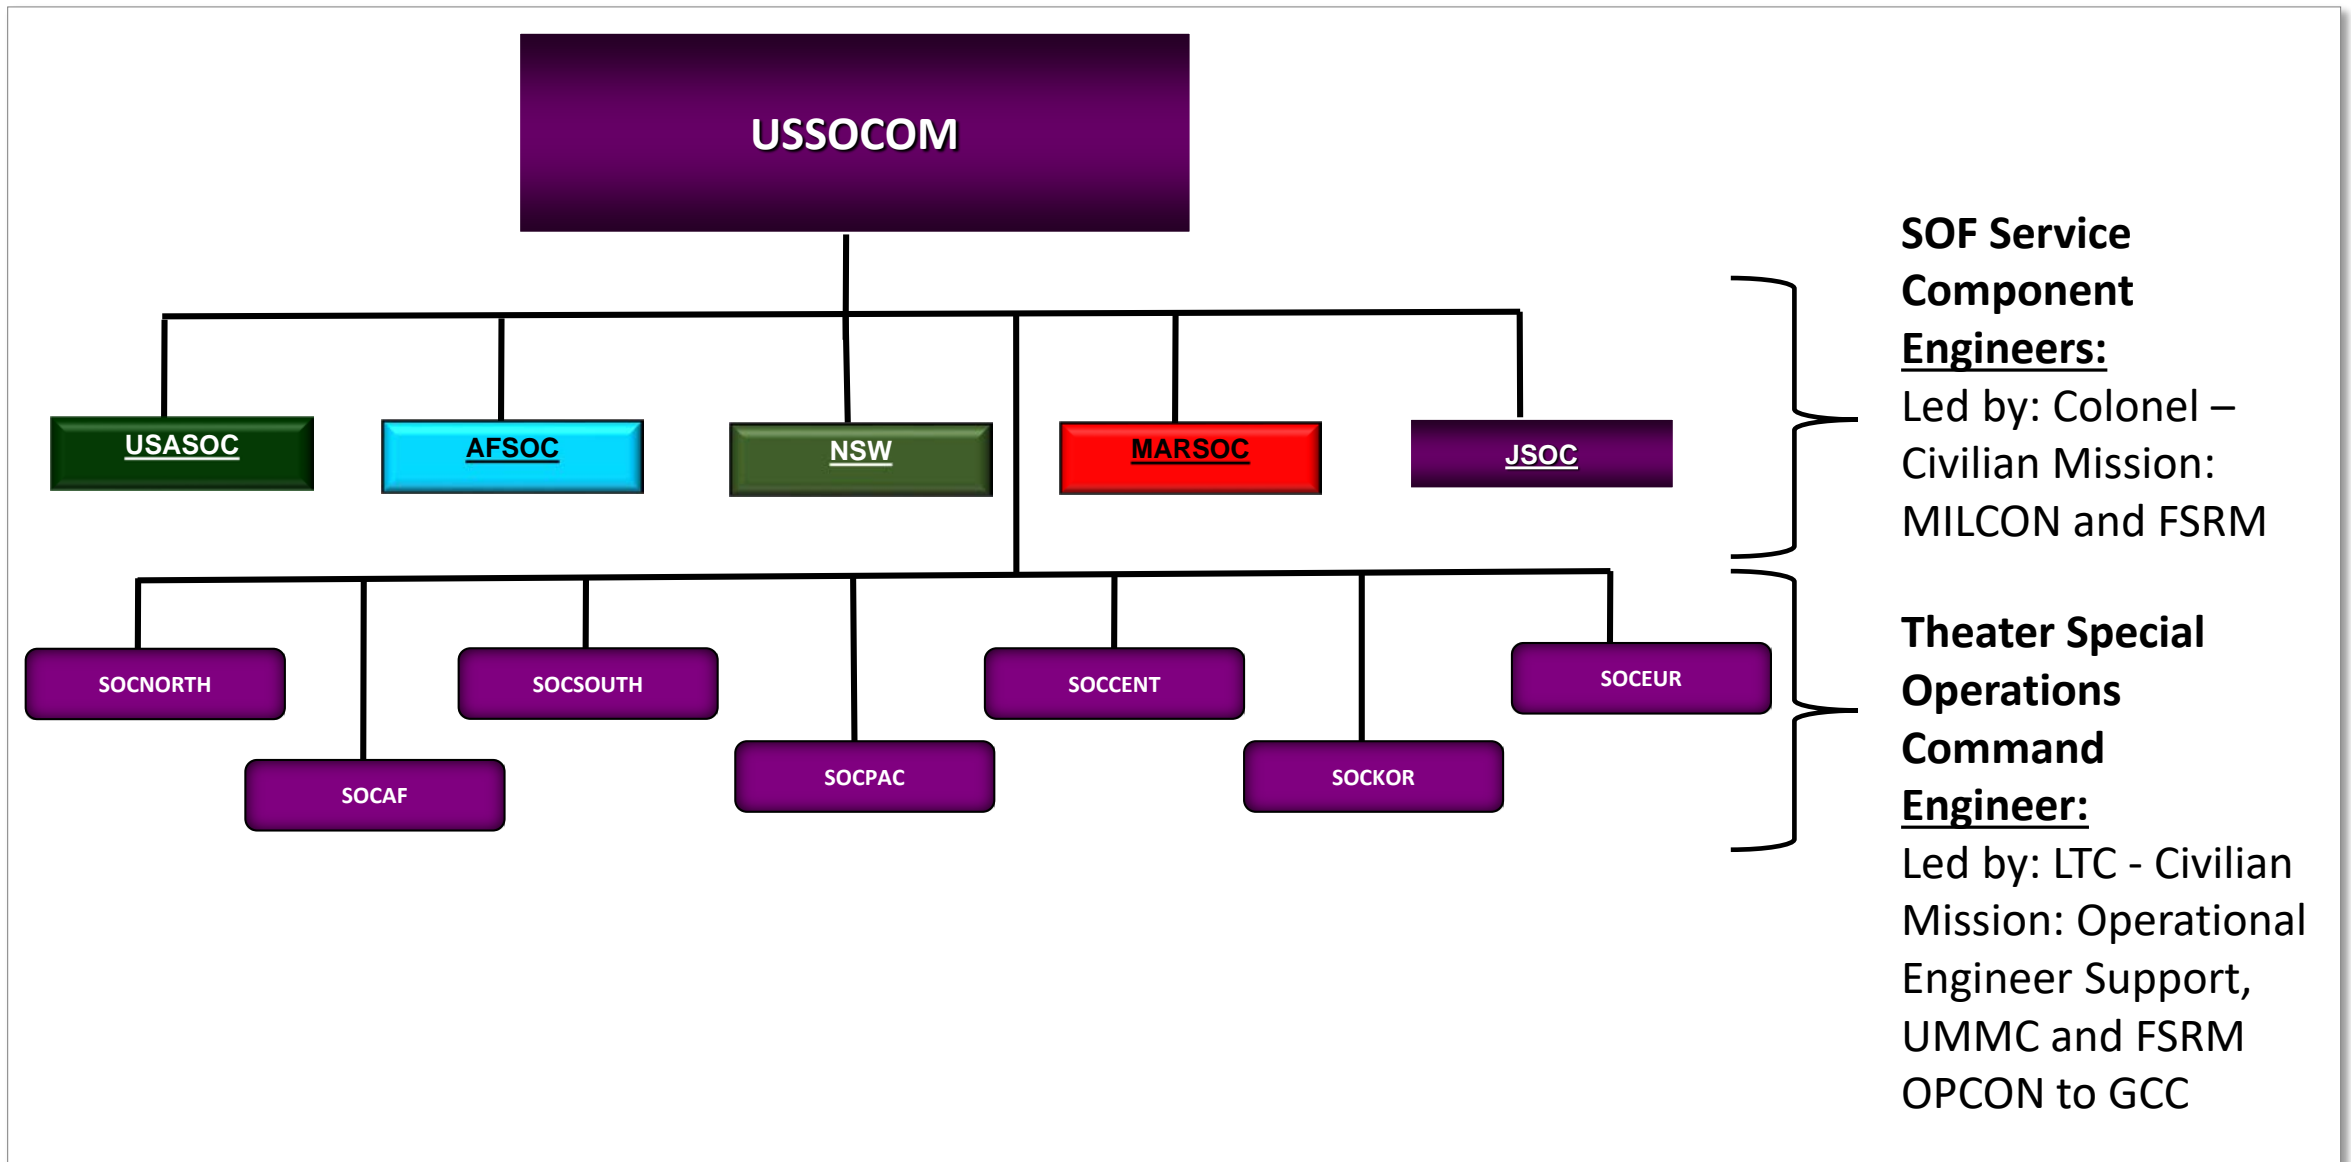 USSOCOM
USASOC
AFSOC
NSW
MARSOC
JSOC
SOCNORTH
SOCSOUTH
SOCCENT
SOCEUR
SOCAF
SOCPAC
SOCKOR
SOF Service
Component
Engineers:
Led by: Colonel –
Civilian Mission:
MILCON and FSRM
Theater Special
Operations
Command
Engineer:
Led by: LTC - Civilian
Mission: Operational
Engineer Support,
UMMC and FSRM
OPCON to GCC